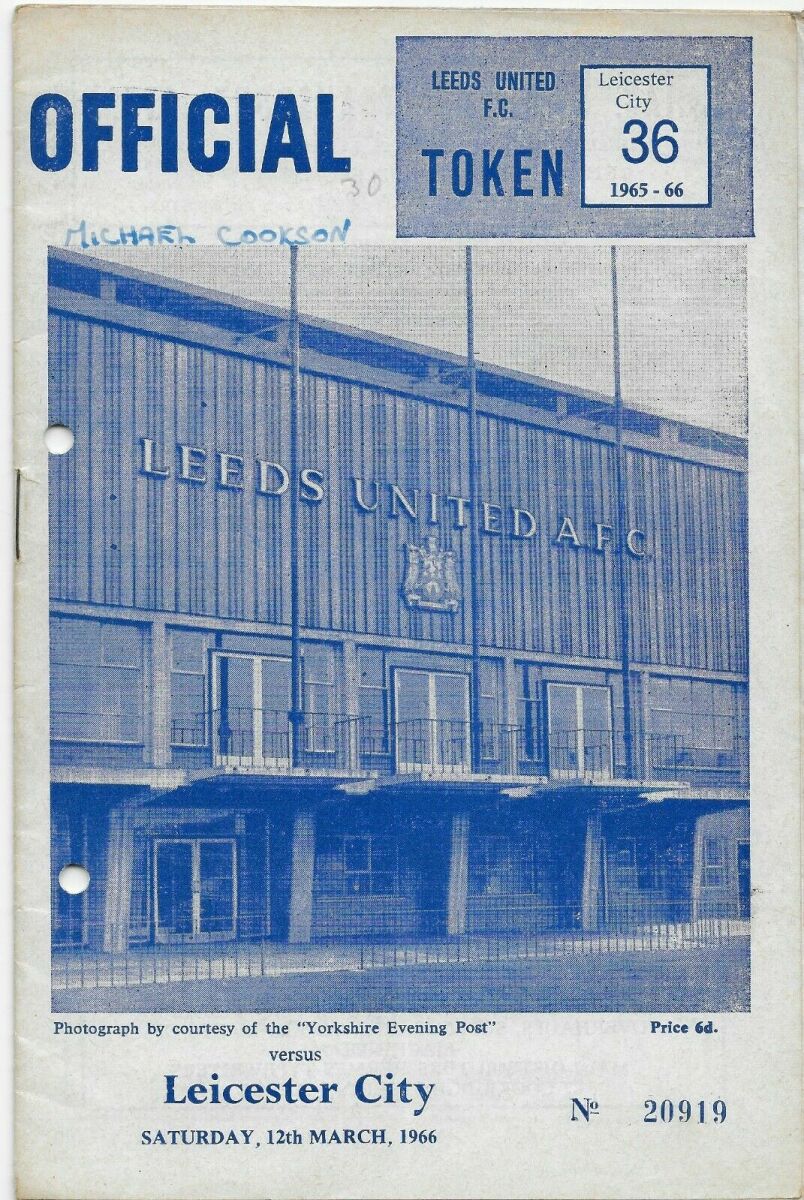 OFFICIAL
LEEDS UNITED
F.C.
TOKEN
Leicester
City
36
1965 - 66
30
MICHAEL COOKSON
LEEDS UNITED A.F.C.
Photograph by courtesy of the "Yorkshire Evening Post"
Price 6d.
versus
Leicester City
SATURDAY, 12th MARCH, 1966
Nº 20919